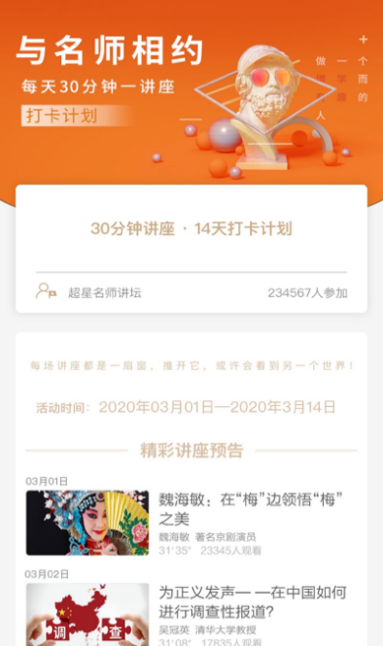 与名师相约
每天30分钟一讲座
打卡计划
做
一个
而的
人
30分钟讲座·14天打卡计划
超星名师讲坛
234567人参加
每场讲座都是一扇窗，推开它，或许会看到另一个世界！
活动时间：2020年03月01日—2020年3月14日
精彩讲座预告
03月01日
魏海敏：在“梅”边领悟“梅”
之美
魏海敏 著名京剧演员
31'35" 23345人观看
03月02日
为正义发声— —在中国如何
进行调查性报道？
吴冠英 清华大学教授
31'08" 17835人观看
调 查